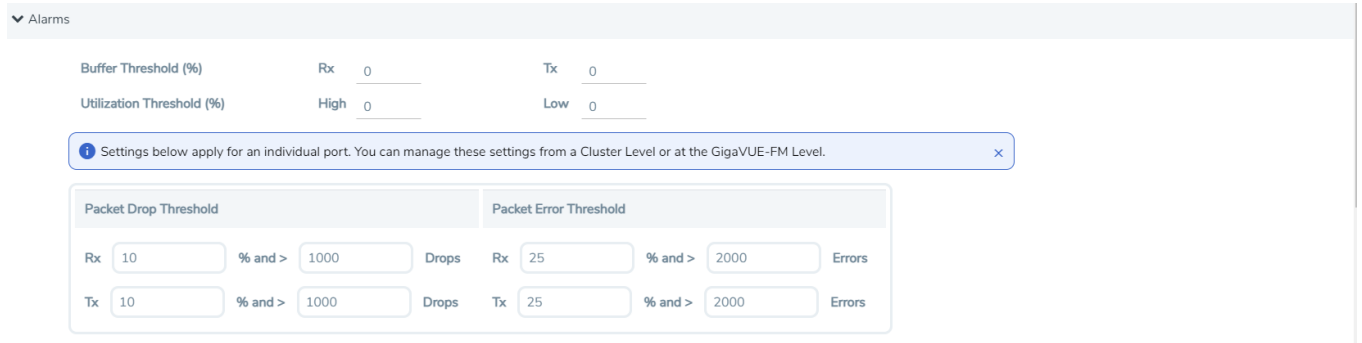 Alarms
Buffer Threshold (%) Rx 0 Tx 0
Utilization Threshold (%) High 0 Low 0
Settings below apply for an individual port. You can manage these settings from a Cluster Level or at the GigaVUE-FM Level. ×
Packet Drop Threshold Packet Error Threshold
Rx 10 % and > 1000 Drops Rx 25 % and > 2000 Errors
Tx 10 % and > 1000 Drops Tx 25 % and > 2000 Errors